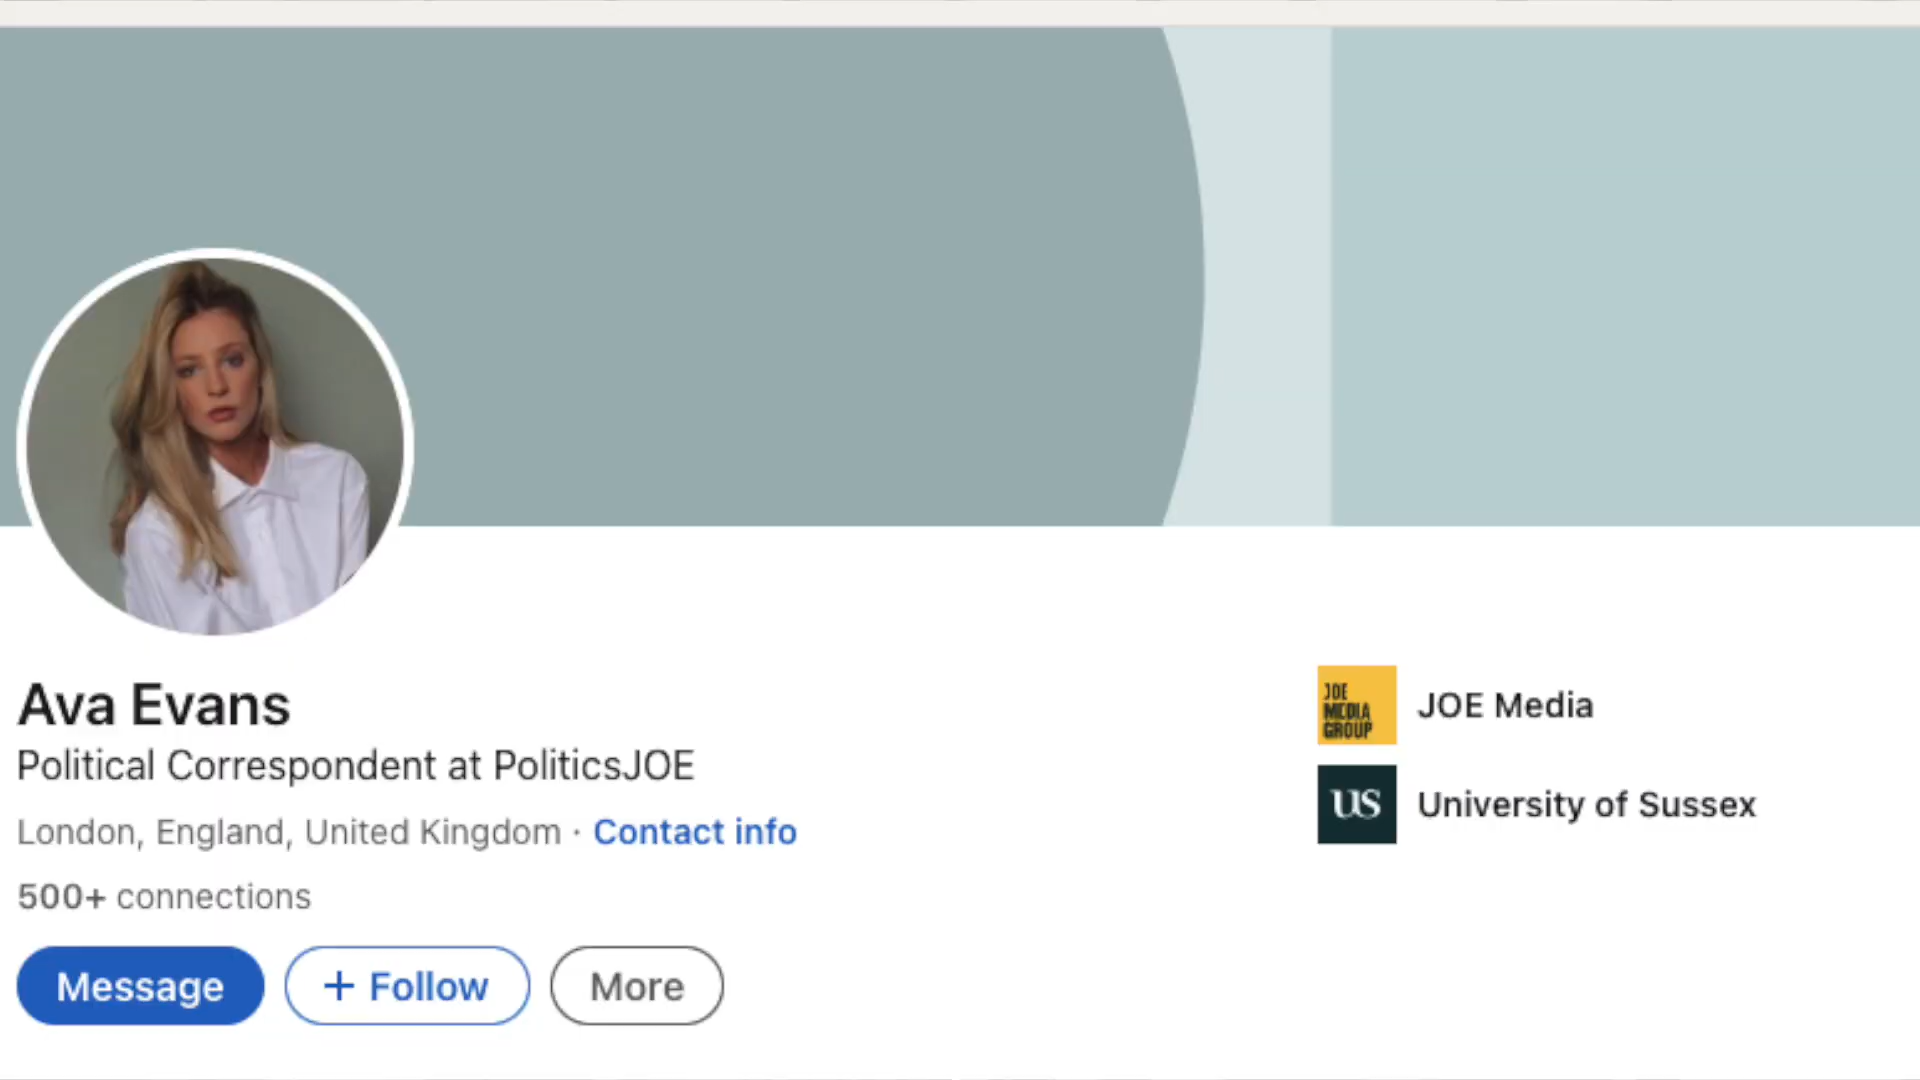 Ava Evans
Political Correspondent at PoliticsJOE
London, England, United Kingdom · Contact info
500+ connections
Message
+ Follow
More
JOE
MEDIA
GROUP
JOE Media
US
University of Sussex